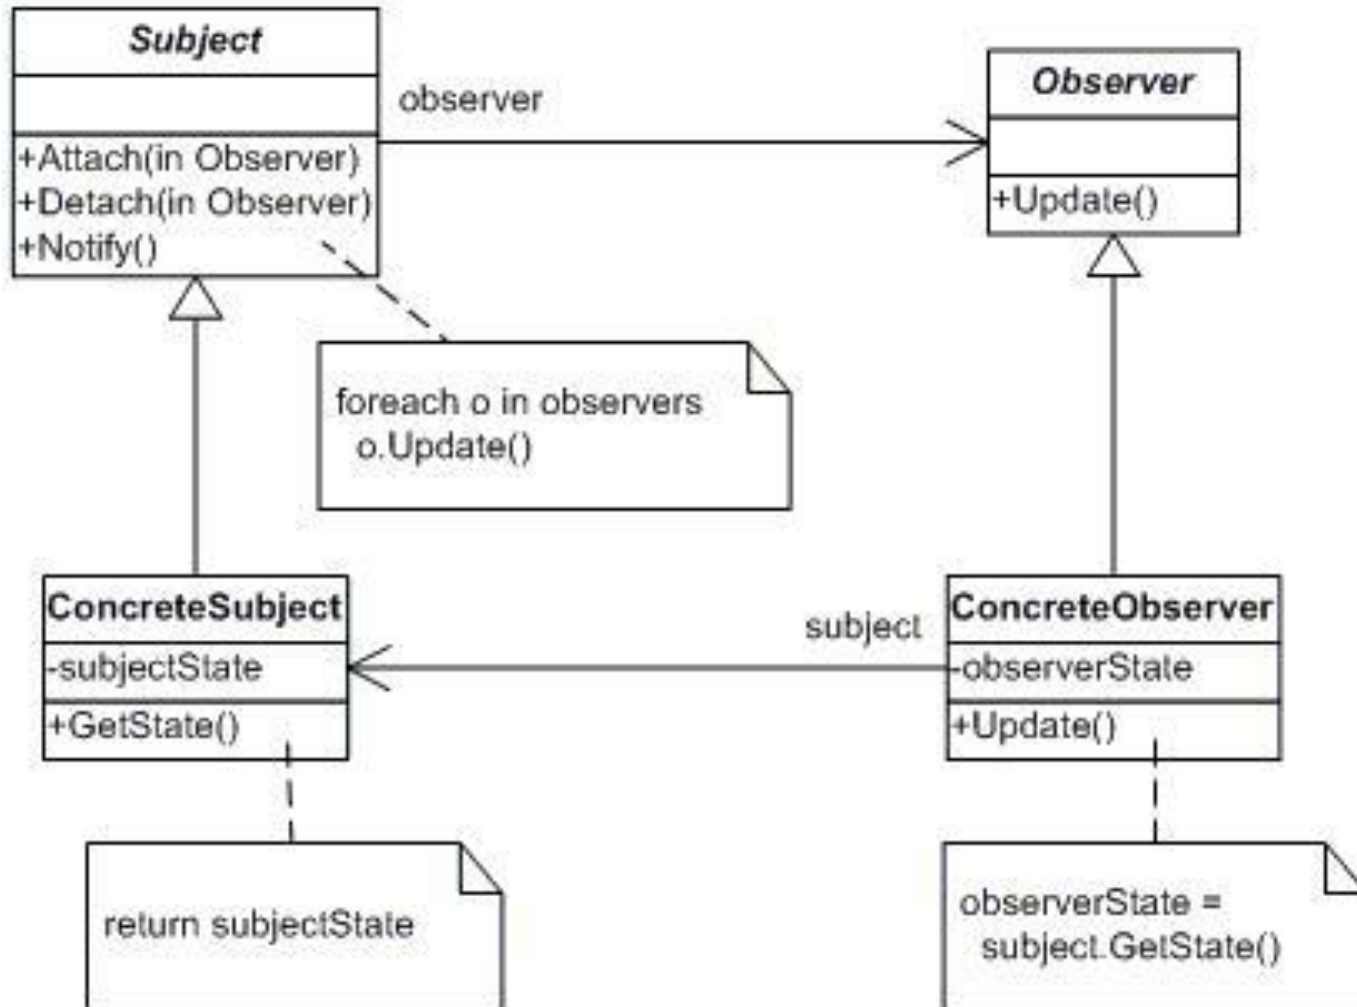 Subject
+Attach(in Observer)
+Detach(in Observer)
+Notify()
observer
Observer
+Update()
foreach o in observers
o.Update()
ConcreteSubject
-subjectState
+GetState()
subject
ConcreteObserver
-observerState
+Update()
return subjectState
observerState =
subject.GetState()